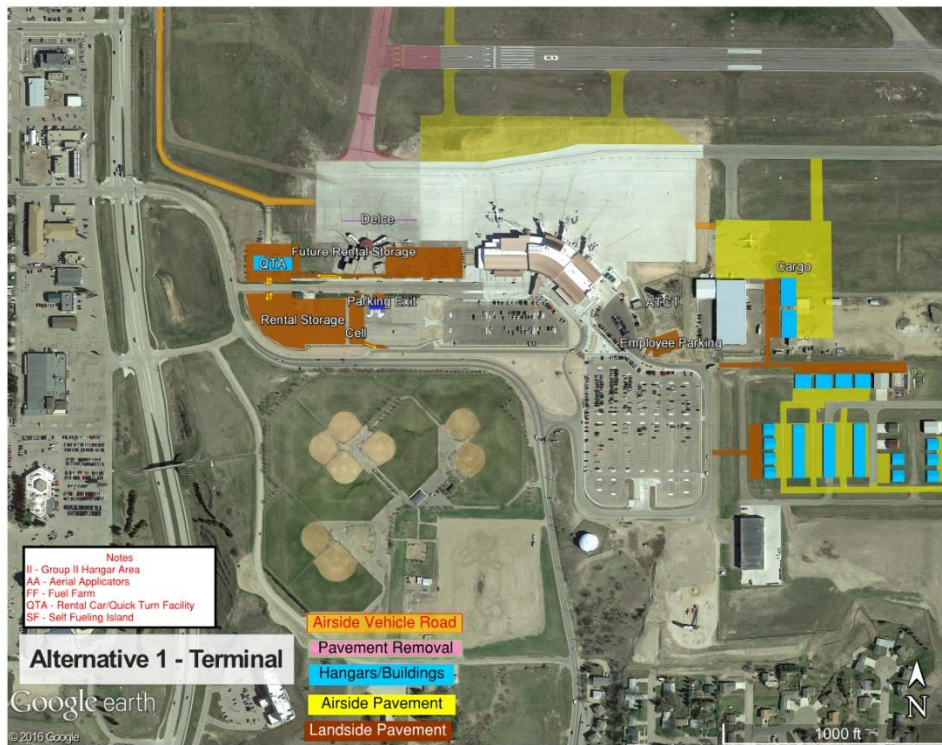 8
Deice
Future Rental Storage
QTA
Cargo
Parking Exit
ATCT
Rental Storage
Cell
Employee Parking
Notes
II - Group II Hangar Area
AA - Aerial Applicators
FF - Fuel Farm
QTA - Rental Car/Quick Turn Facility
SF - Self Fueling Island
Alternative 1 - Terminal
Airside Vehicle Road
Pavement Removal
Hangars/Buildings
Airside Pavement
Landside Pavement
Google earth
© 2016 Google
N
1000 ft